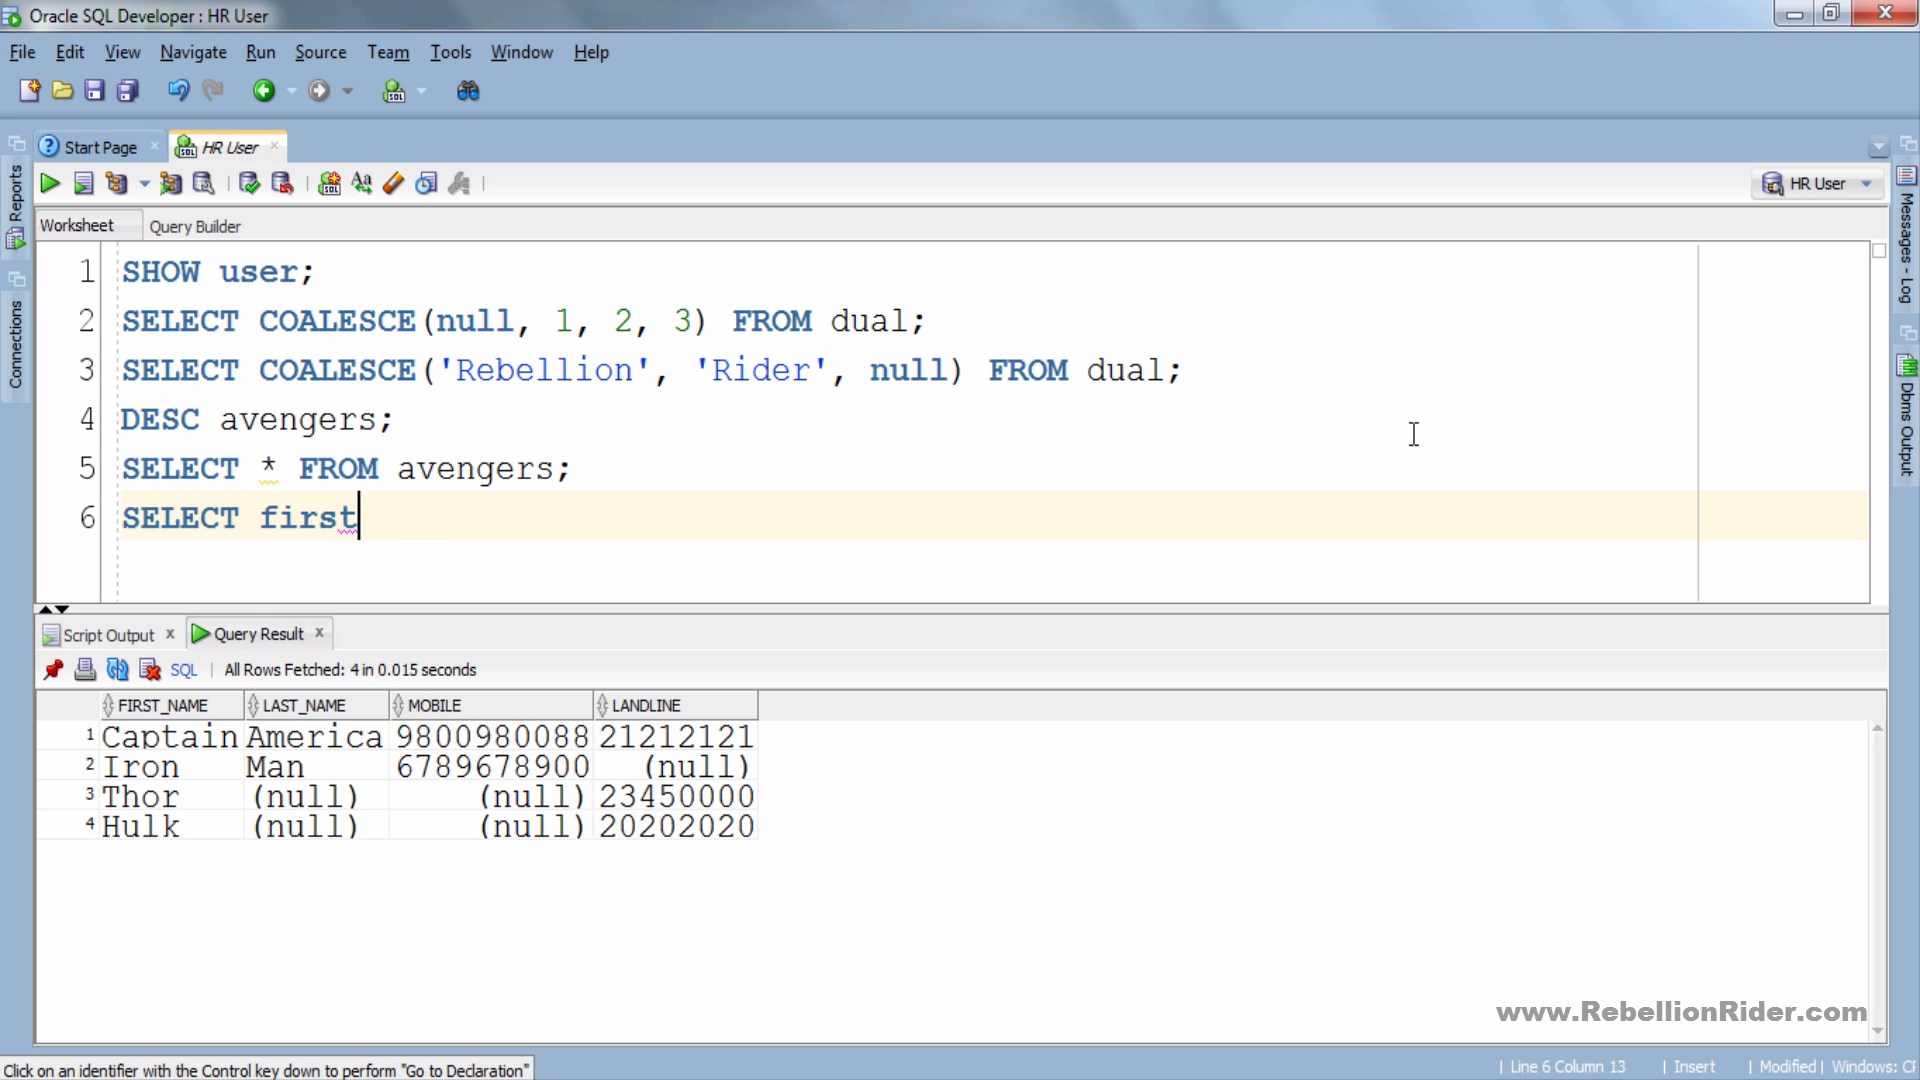 Oracle SQL Developer : HR User
File Edit View Navigate Run Source Team Tools Window Help
Start Page HR User
HR User
Worksheet Query Builder
Reports
Connections
Messages - Log
Dbms Output
1 SHOW user;
2 SELECT COALESCE(null, 1, 2, 3) FROM dual;
3 SELECT COALESCE('Rebellion', 'Rider', null) FROM dual;
4 DESC avengers;
5 SELECT * FROM avengers;
6 SELECT first
Script Output x Query Result x
SQL | All Rows Fetched: 4 in 0.015 seconds
FIRST_NAME LAST_NAME MOBILE LANDLINE
1 Captain America 9800980088 21212121
2 Iron Man 6789678900 (null)
3 Thor (null) (null) 23450000
4 Hulk (null) (null) 20202020
www.RebellionRider.com
Click on an identifier with the Control key down to perform "Go to Declaration"
| Line 6 Column 13 | Insert | Modified | Windows: